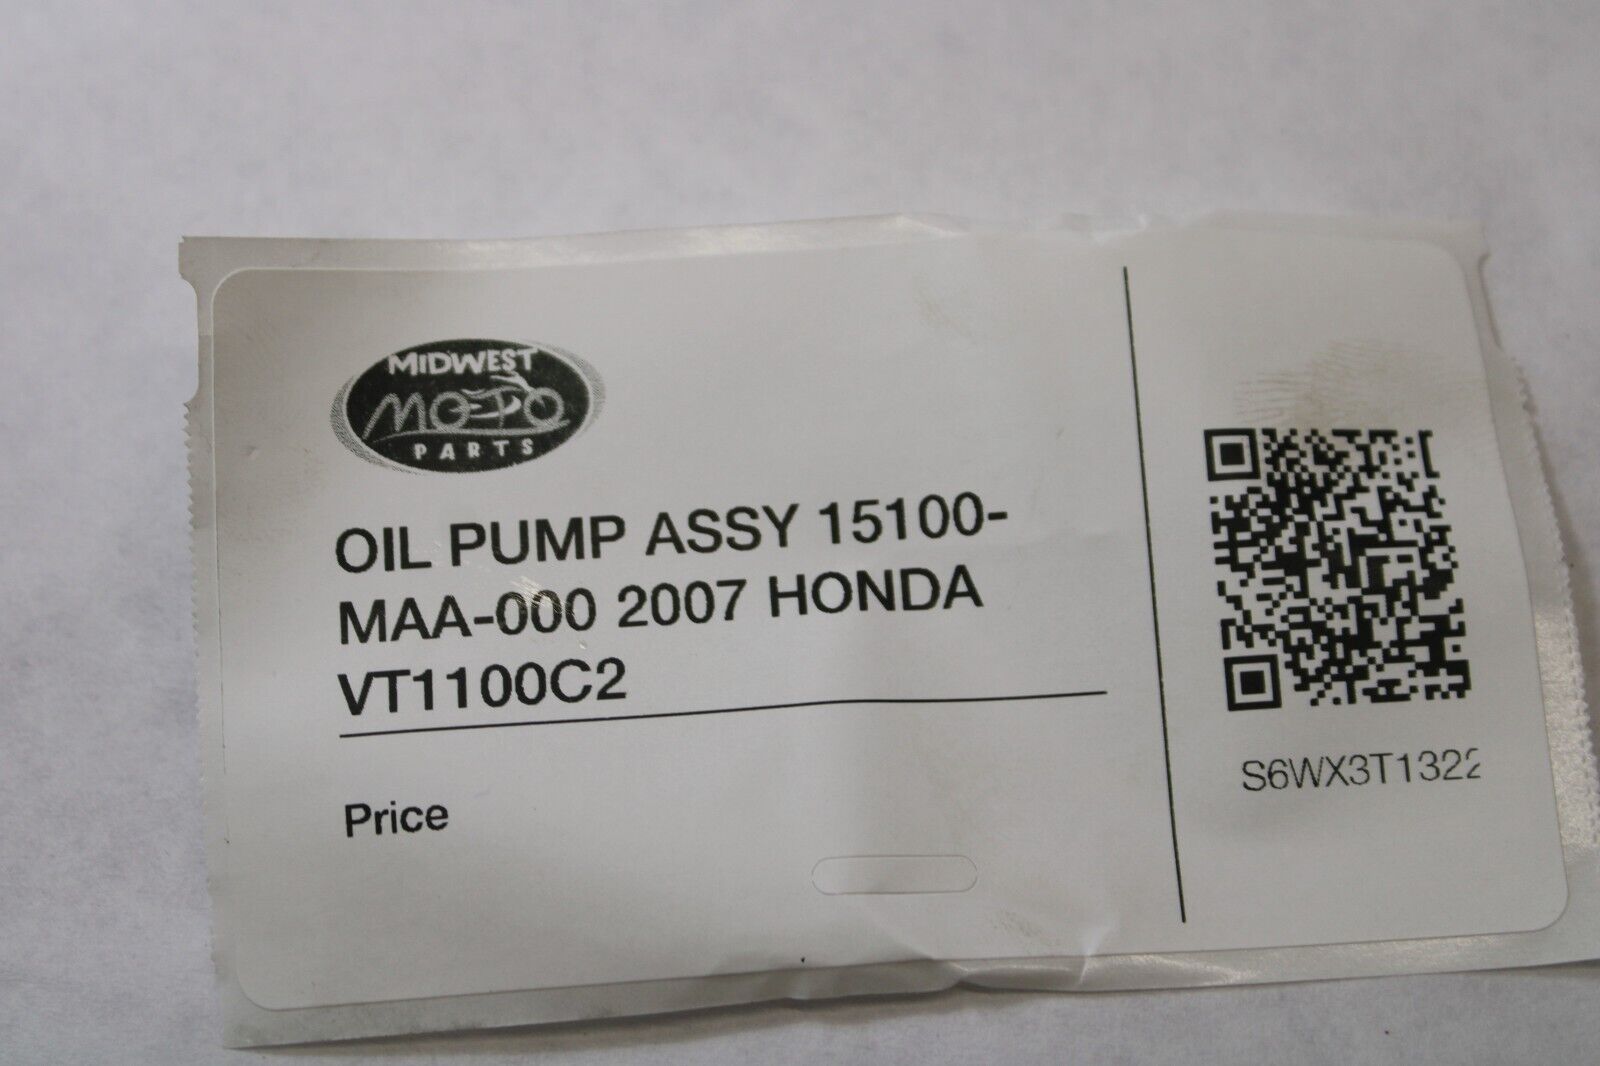 MIDWEST
MOTO
PARTS
OIL PUMP ASSY 15100-
MAA-000 2007 HONDA
VT1100C2
Price
S6WX3T1322